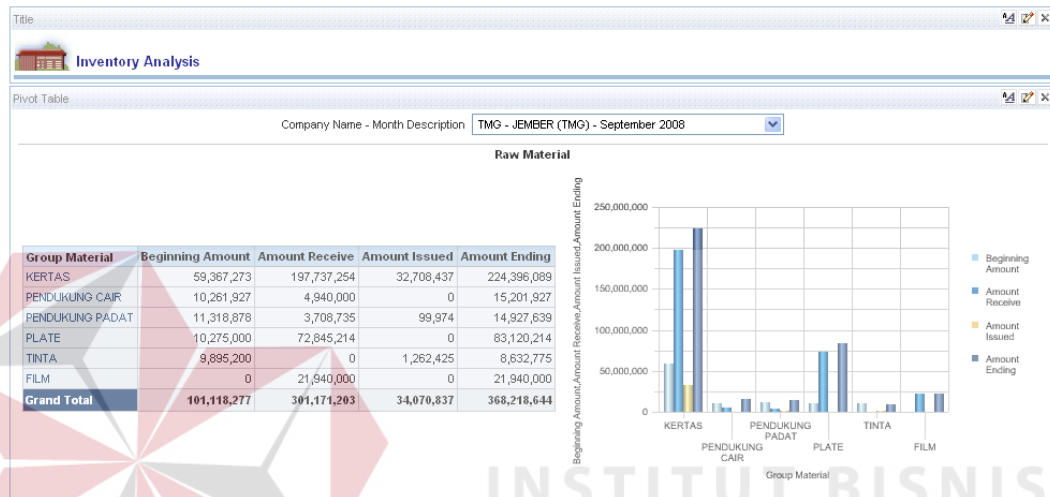 Title
Inventory Analysis
Pivot Table
Company Name - Month Description TMG - JEMBER (TMG) - September 2008
Raw Material
Group Material Beginning Amount Amount Receive Amount Issued Amount Ending
KERTAS 59,367,273 197,737,254 32,708,437 224,396,089
PENDUKUNG CAIR 10,261,927 4,940,000 0 15,201,927
PENDUKUNG PADAT 11,318,878 3,708,735 99,974 14,927,639
PLATE 10,275,000 72,845,214 0 83,120,214
TINTA 9,895,200 0 1,262,425 8,632,775
FILM 0 21,940,000 0 21,940,000
Grand Total 101,118,277 301,171,203 34,070,837 368,218,644
Beginning Amount,Amount Receive,Amount Issued,Amount Ending
250,000,000
200,000,000
150,000,000
100,000,000
50,000,000
0
KERTAS
PENDUKUNG
CAIR
PENDUKUNG
PADAT
PLATE
TINTA
FILM
Group Material
Beginning
Amount
Amount
Receive
Amount
Issued
Amount
Ending
INSTITUT BISNIS